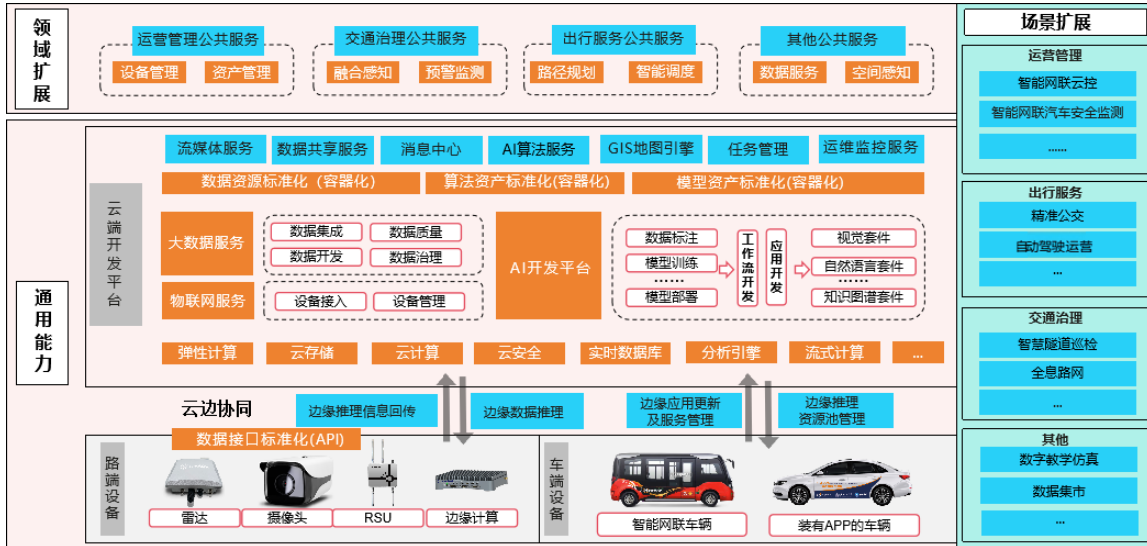 领域扩展
运营管理公共服务
设备管理
资产管理
交通治理公共服务
融合感知
预警监测
出行服务公共服务
路径规划
智能调度
其他公共服务
数据服务
空间感知
通用能力
云端开发平台
流媒体服务
数据共享服务
消息中心
AI算法服务
GIS地图引擎
任务管理
运维监控服务
数据资源标准化（容器化）
算法资产标准化(容器化)
模型资产标准化(容器化)
大数据服务
数据集成
数据质量
数据开发
数据治理
物联网服务
设备接入
设备管理
AI开发平台
数据标注
模型训练
......
模型部署
工作流开发
应用开发
视觉套件
自然语言套件
......
知识图谱套件
弹性计算
云存储
云计算
云安全
实时数据库
分析引擎
流式计算
...
云边协同
边缘推理信息回传
边缘数据推理
边缘应用更新
及服务管理
边缘推理
资源池管理
数据接口标准化(API)
路端设备
雷达
摄像头
RSU
边缘计算
车端设备
智能网联车辆
装有APP的车辆
场景扩展
运营管理
智能网联云控
智能网联汽车安全监测
......
出行服务
精准公交
自动驾驶运营
...
交通治理
智慧隧道巡检
全息路网
...
其他
数字教学仿真
数据集市
...